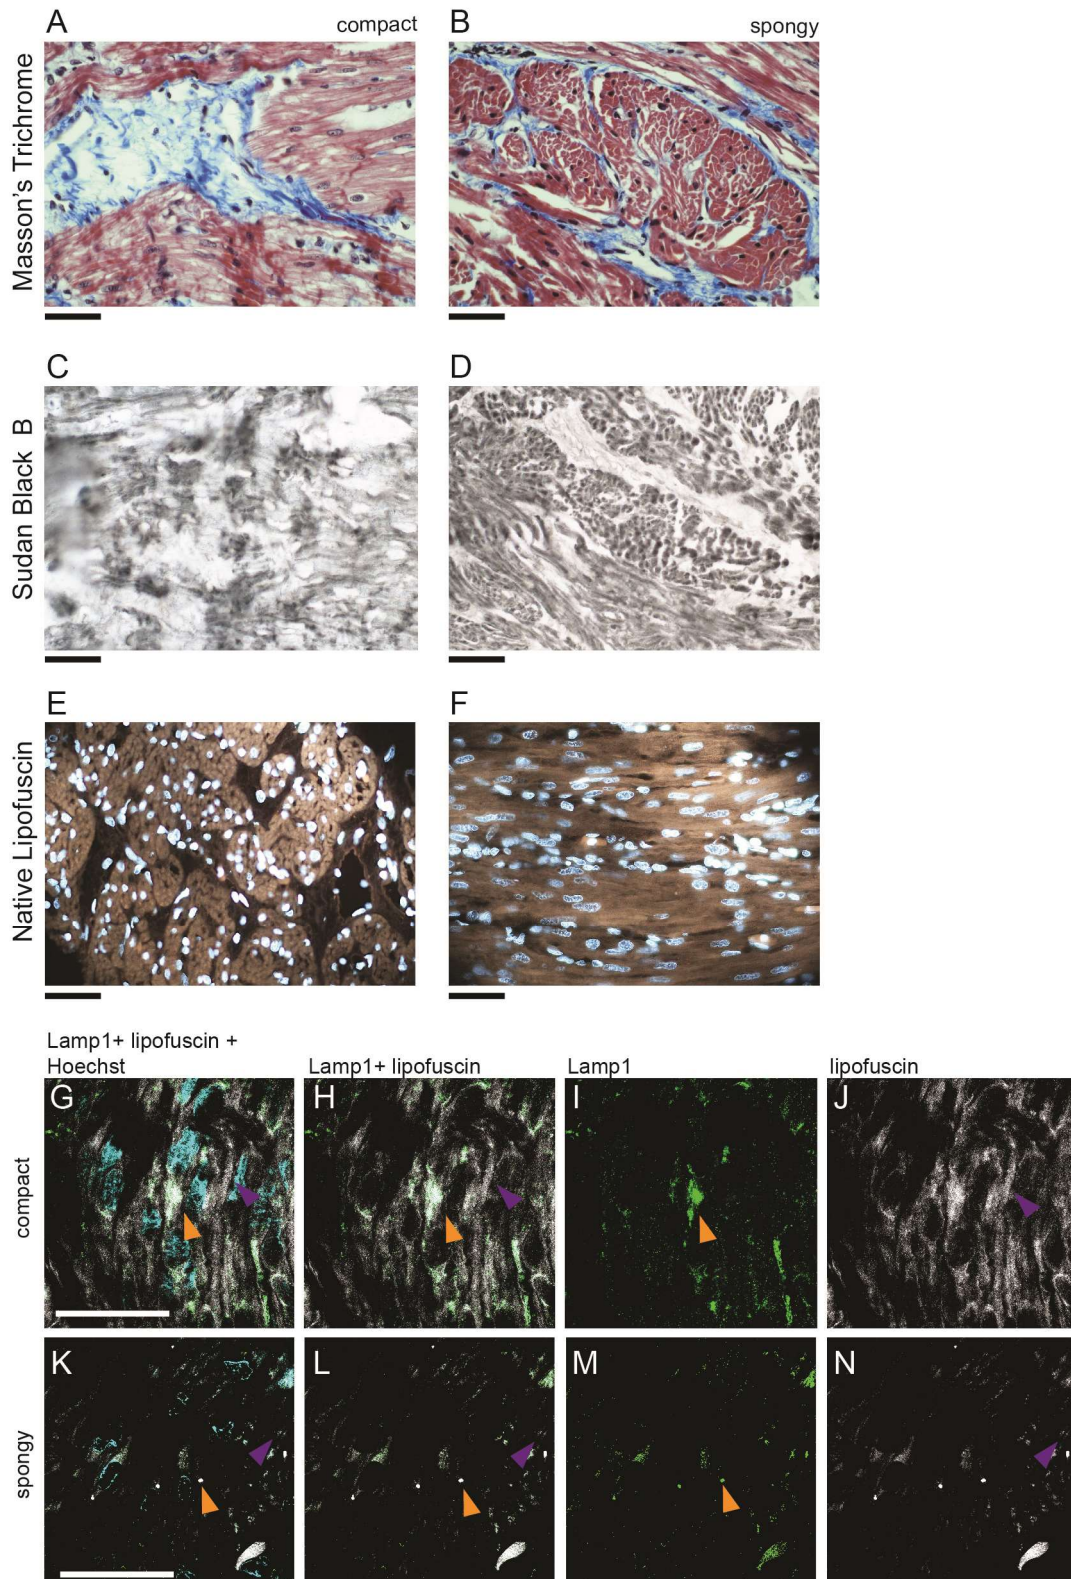 A
compact
B
spongy
Masson's Trichrome
C
D
Sudan Black B
E
F
Native Lipofuscin
Lamp1+ lipofuscin +
Hoechst
Lamp1+ lipofuscin
Lamp1
lipofuscin
G
H
I
J
compact
K
L
M
N
spongy